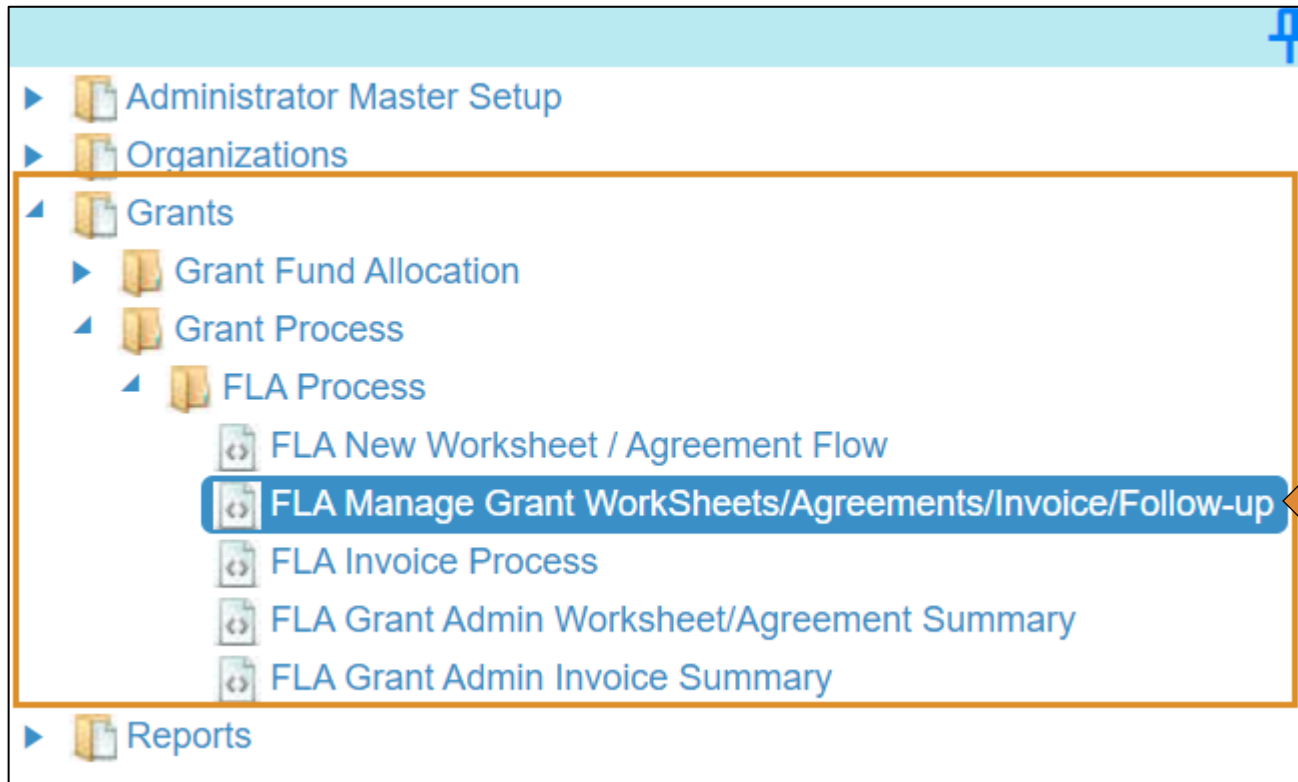 Administrator Master Setup
Organizations
Grants
Grant Fund Allocation
Grant Process
FLA Process
FLA New Worksheet / Agreement Flow
FLA Manage Grant WorkSheets/Agreements/Invoice/Follow-up
FLA Invoice Process
FLA Grant Admin Worksheet/Agreement Summary
FLA Grant Admin Invoice Summary
Reports